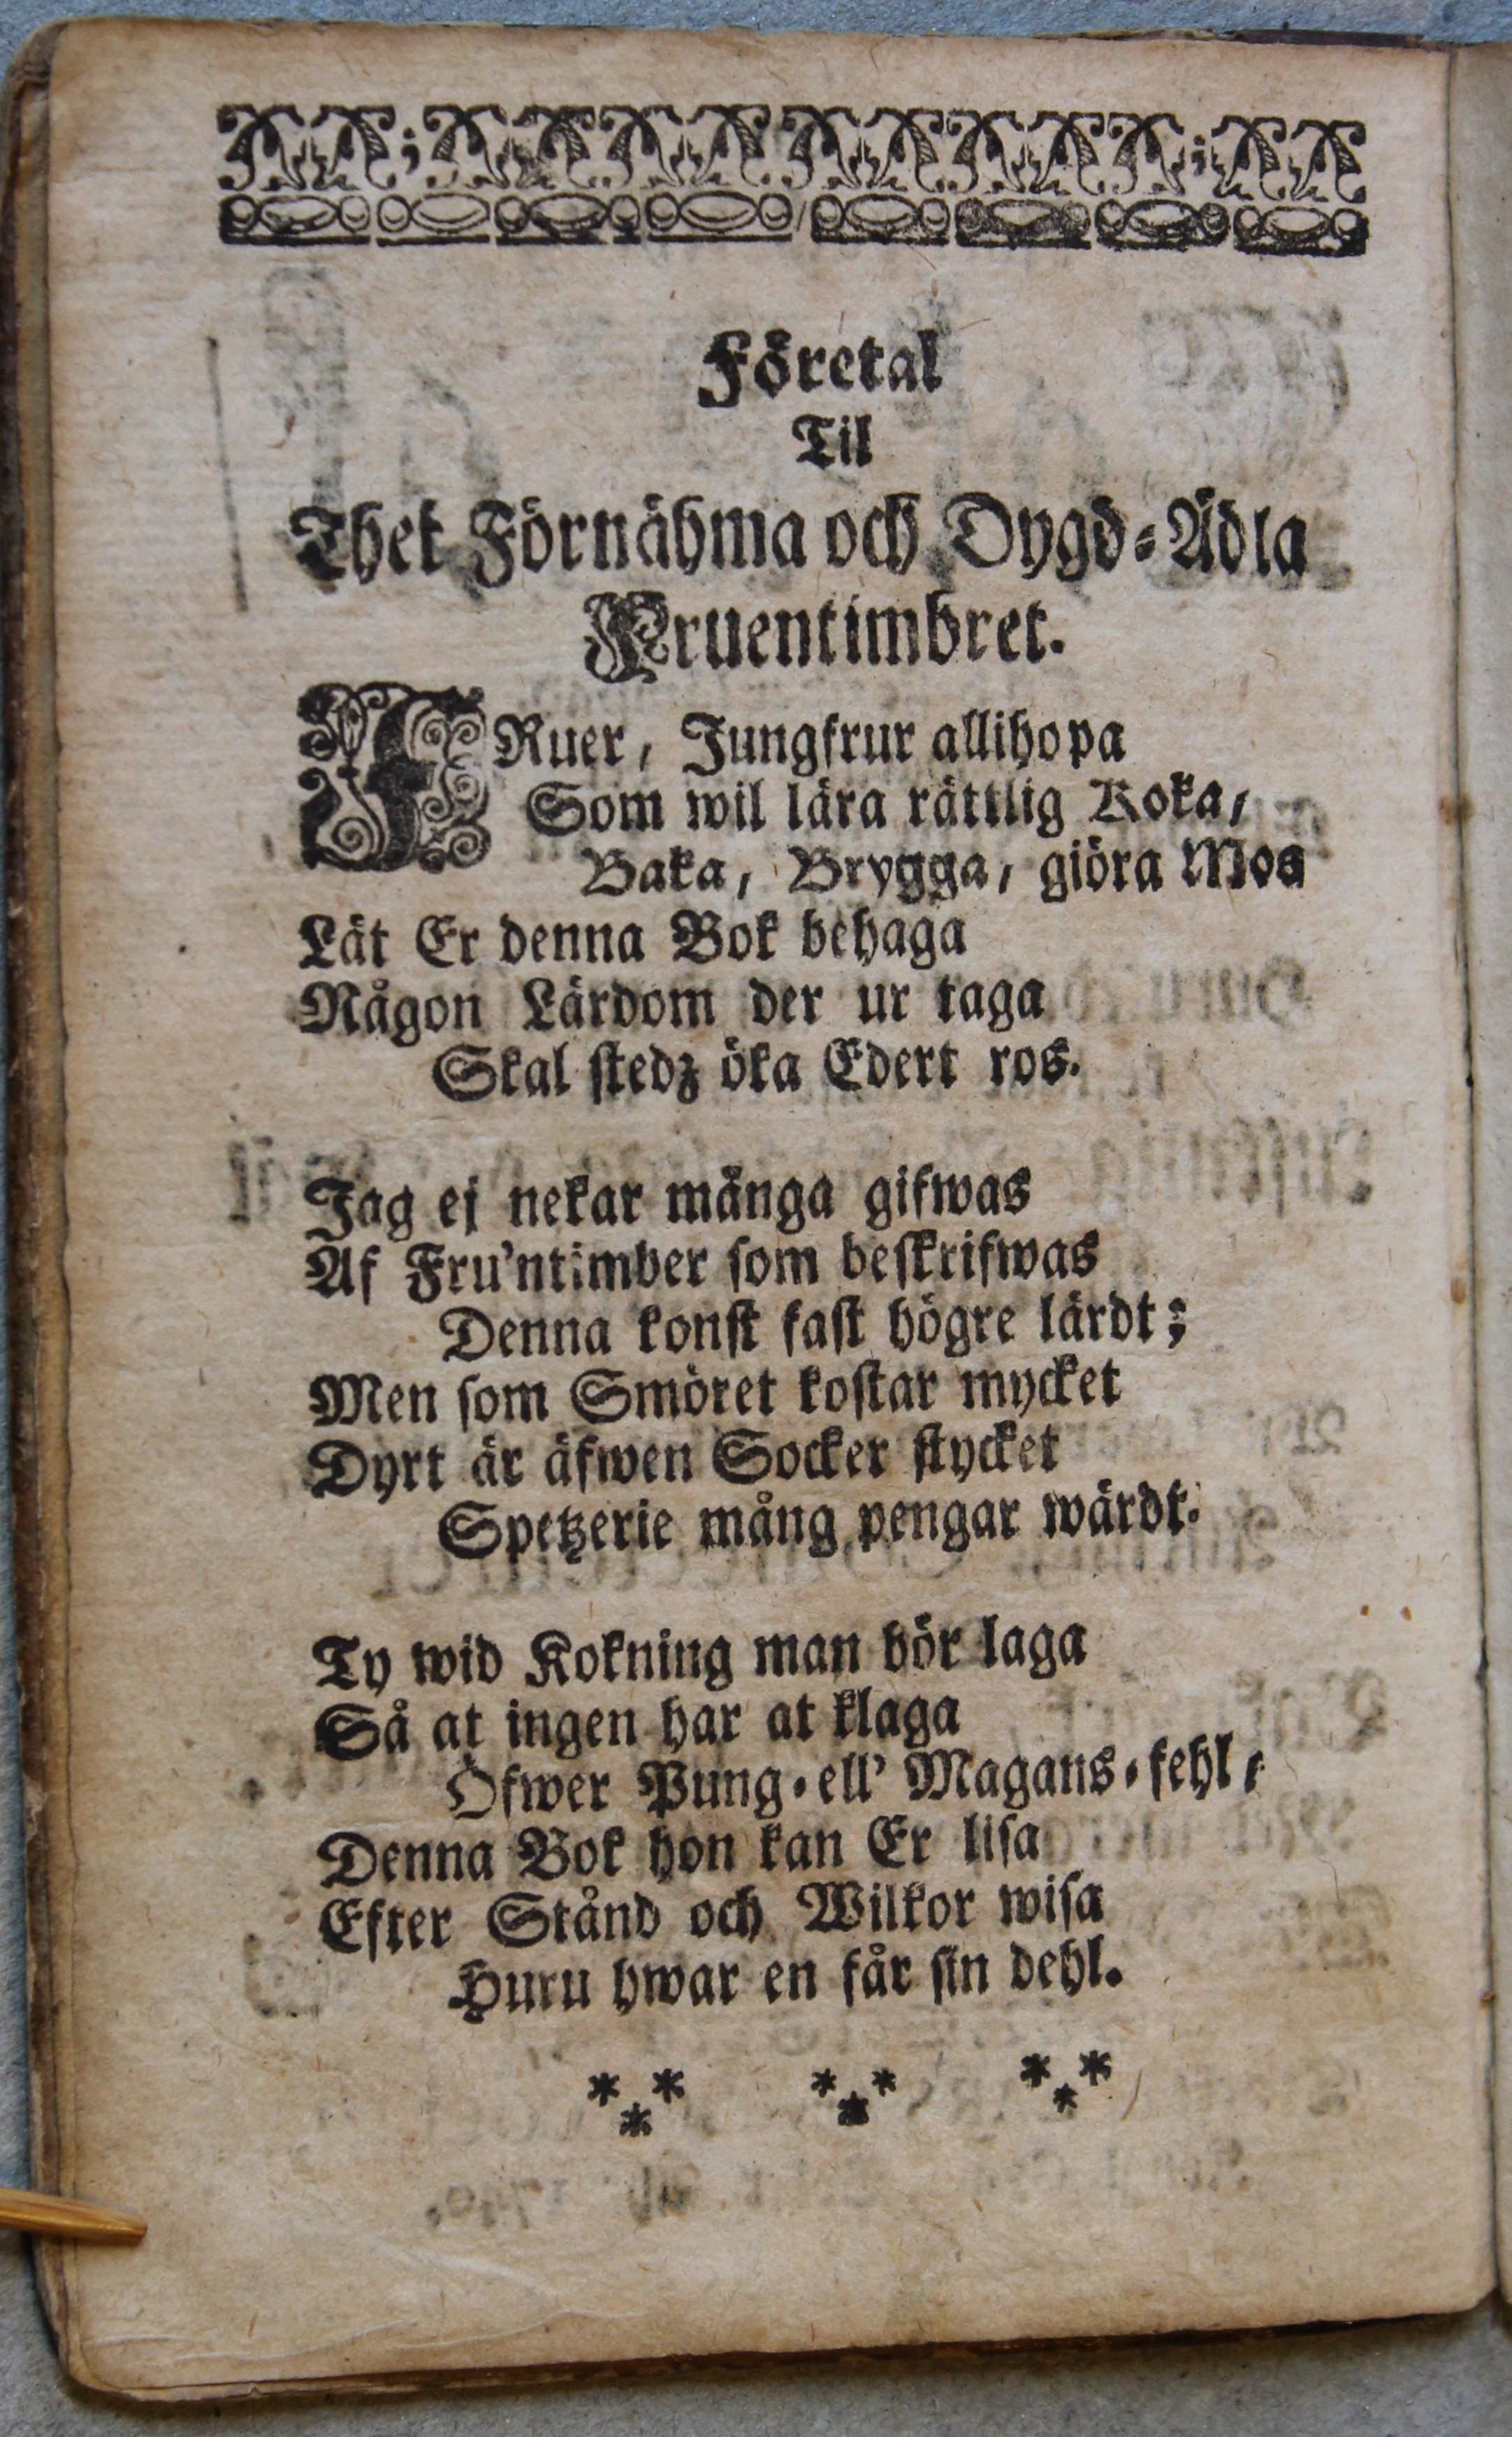 Företal
Til
Thet Förnähma och Dygd-Ädla
Fruentimbret.
FRuer, Jungfrur allihopa
Som wil lära rättlig Koka,
Baka, Brygga, giöra Mos
Lät Er denna Bok behaga
Någon Lärdom der ur taga
Skal stedz öka Edert ros.
Jag ej nekar många gifwas
Af Fru'ntimber som beskrifwas
Denna konst fast högre lärdt;
Men som Smöret kostar mycket
Dyrt är äfwen Socker stycket
Spetzerie mång pengar wärdt.
Ty wid Kokning man bör laga
Så at ingen har at klaga
Öfwer Pung-ell' Magans-fehl,
Denna Bok hon kan Er lisa
Efter Stånd och Wilkor wisa
Huru hwar en får sin dehl.